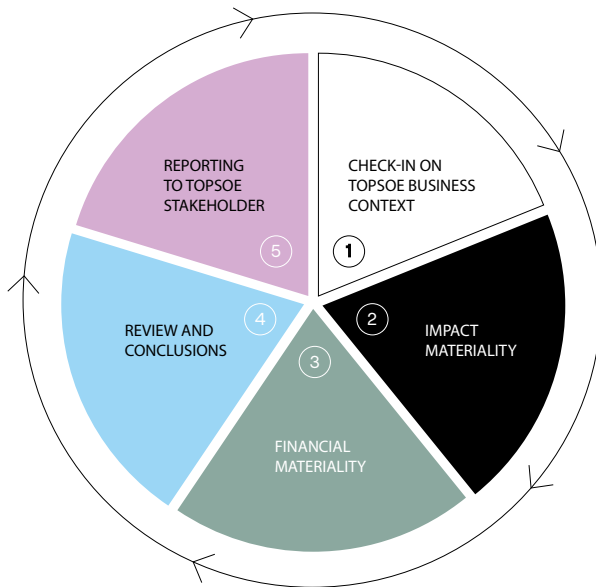 CHECK-IN ON
TOPSOE BUSINESS
CONTEXT
1
2
IMPACT
MATERIALITY
3
FINANCIAL
MATERIALITY
4
REVIEW AND
CONCLUSIONS
5
REPORTING
TO TOPSOE
STAKEHOLDER